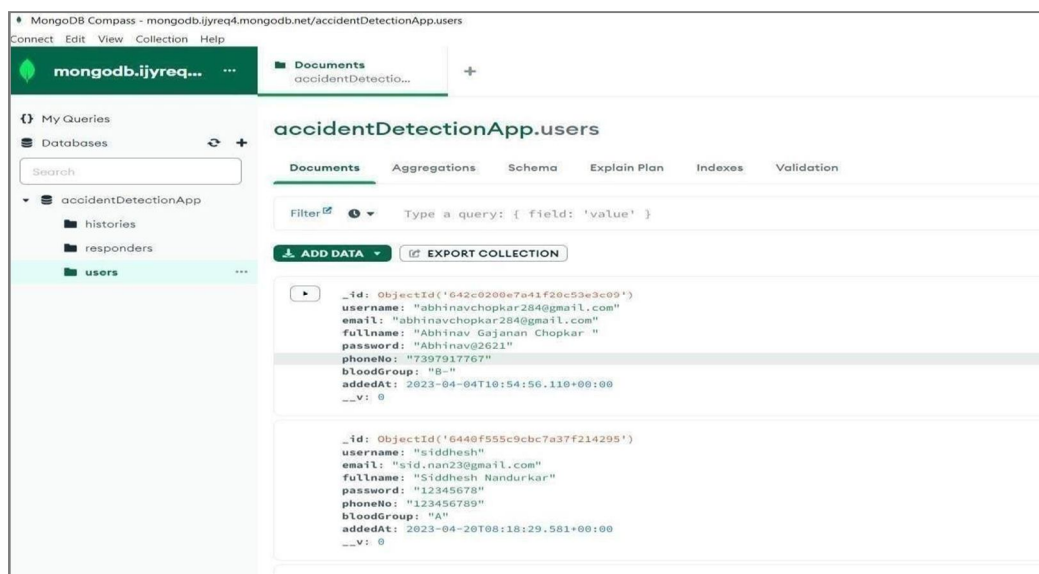 MongoDB Compass - mongodb.ijyreq4.mongodb.net/accidentDetectionApp.users
Connect Edit View Collection Help
mongodb.ijyreq... ...
Documents
accidentDetectio...
+
{} My Queries
Databases
Search
accidentDetectionApp
histories
responders
users ...
accidentDetectionApp.users
Documents Aggregations Schema Explain Plan Indexes Validation
Filter Type a query: { field: 'value' }
ADD DATA EXPORT COLLECTION
_id: ObjectId('642c0200e7a41f20c53e3c09')
username: "abhinavchopkar284@gmail.com"
email: "abhinavchopkar284@gmail.com"
fullname: "Abhinav Gajanan Chopkar "
password: "Abhinav@2621"
phoneNo: "7397917767"
bloodGroup: "B-"
addedAt: 2023-04-04T10:54:56.110+00:00
__v: 0
_id: ObjectId('6440f555c9cbc7a37f214295')
username: "siddhesh"
email: "sid.nan23@gmail.com"
fullname: "Siddhesh Nandurkar"
password: "12345678"
phoneNo: "123456789"
bloodGroup: "A"
addedAt: 2023-04-20T08:18:29.581+00:00
__v: 0